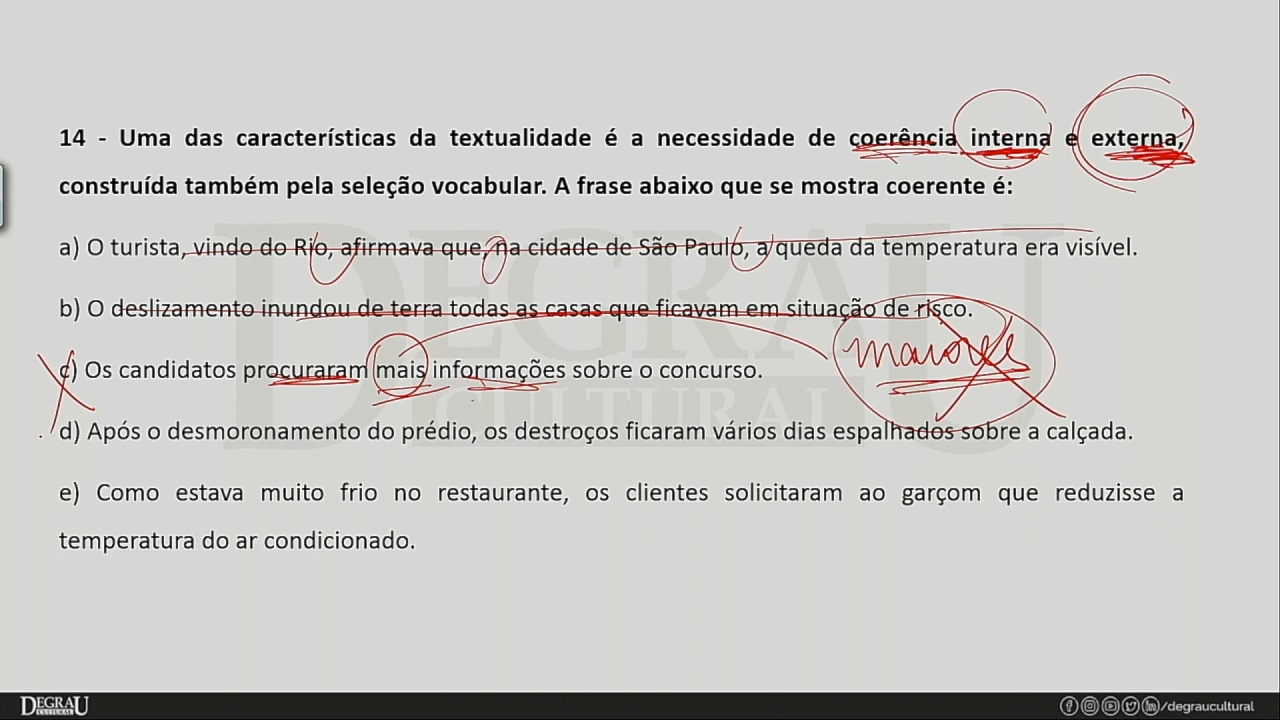 14 - Uma das características da textualidade é a necessidade de coerência interna e externa,
construída também pela seleção vocabular. A frase abaixo que se mostra coerente é:
a) O turista, vindo do Rio, afirmava que, na cidade de São Paulo, a queda da temperatura era visível.
b) O deslizamento inundou de terra todas as casas que ficavam em situação de risco.
maiores
c) Os candidatos procuraram mais informações sobre o concurso.
d) Após o desmoronamento do prédio, os destroços ficaram vários dias espalhados sobre a calçada.
e) Como estava muito frio no restaurante, os clientes solicitaram ao garçom que reduzisse a
temperatura do ar condicionado.
DEGRAU
CULTURAL
DEGRAU
CULTURAL
/degraucultural